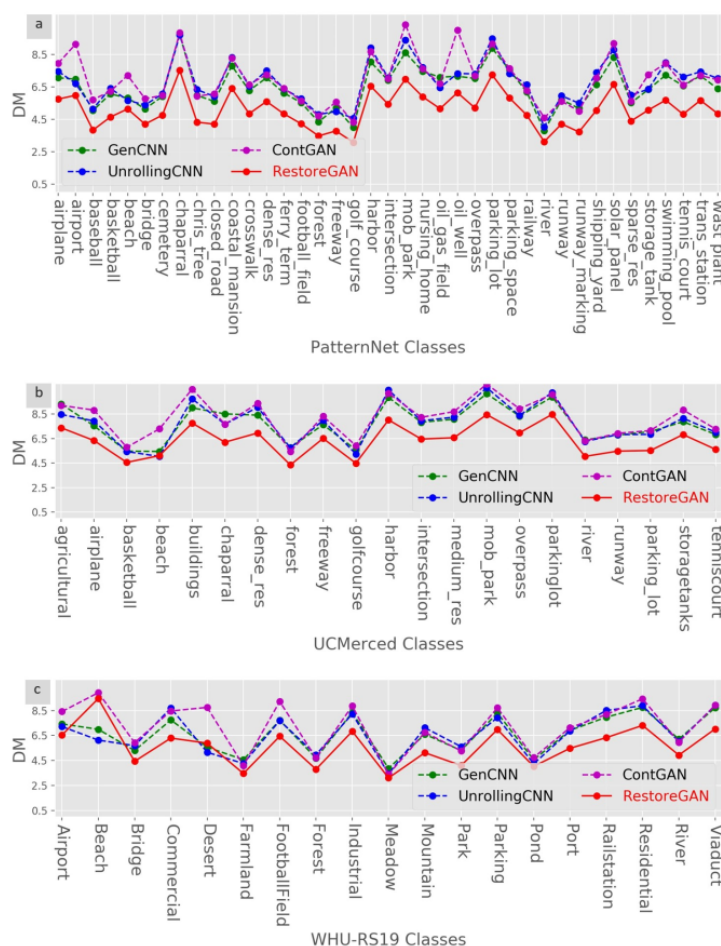 a
DM
8.5
6.5
4.5
2.5
0.5
GenCNN
UnrollingCNN
ContGAN
RestoreGAN
airplane
airport
baseball
basketball
beach
bridge
cemetery
chaparral
chris_tree
closed_road
coastal_mansion
crosswalk
dense_res
ferry_term
football_field
forest
freeway
golf_course
harbor
intersection
mob_park
nursing_home
oil_gas_field
oil_well
overpass
parking_lot
parking_space
railway
river
runway
runway_marking
shipping_yard
solar_panel
sparse_res
storage_tank
swimming_pool
tennis_court
trans_station
wast_plant
PatternNet Classes
b
DM
8.5
6.5
4.5
2.5
0.5
GenCNN
UnrollingCNN
ContGAN
RestoreGAN
agricultural
airplane
basketball
beach
buildings
chaparral
dense_res
forest
freeway
golfcourse
harbor
intersection
medium_res
mob_park
overpass
parkinglot
river
runway
parking_lot
storagetanks
tenniscourt
UCMerced Classes
c
DM
8.5
6.5
4.5
2.5
0.5
GenCNN
UnrollingCNN
ContGAN
RestoreGAN
Airport
Beach
Bridge
Commercial
Desert
Farmland
FootballField
Forest
Industrial
Meadow
Mountain
Park
Parking
Pond
Port
Railstation
Residential
River
Viaduct
WHU-RS19 Classes